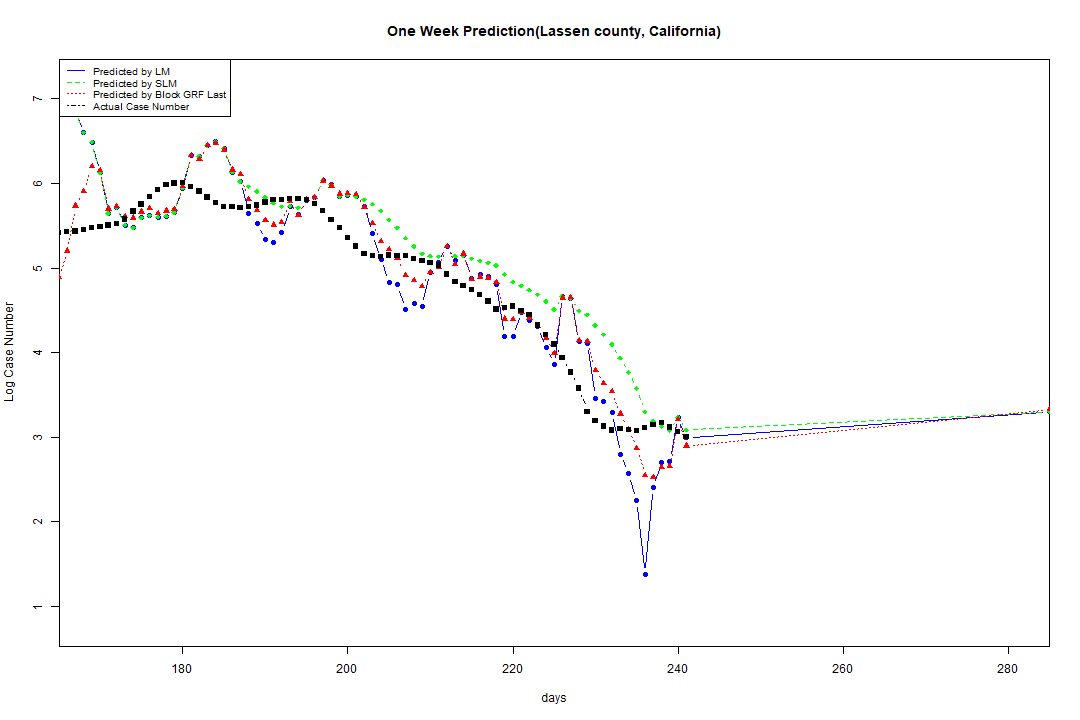 One Week Prediction(Lassen county, California)
Predicted by LM
Predicted by SLM
Predicted by Block GRF Last
Actual Case Number
7
6
5
4
3
2
1
Log Case Number
180
200
220
240
260
280
days